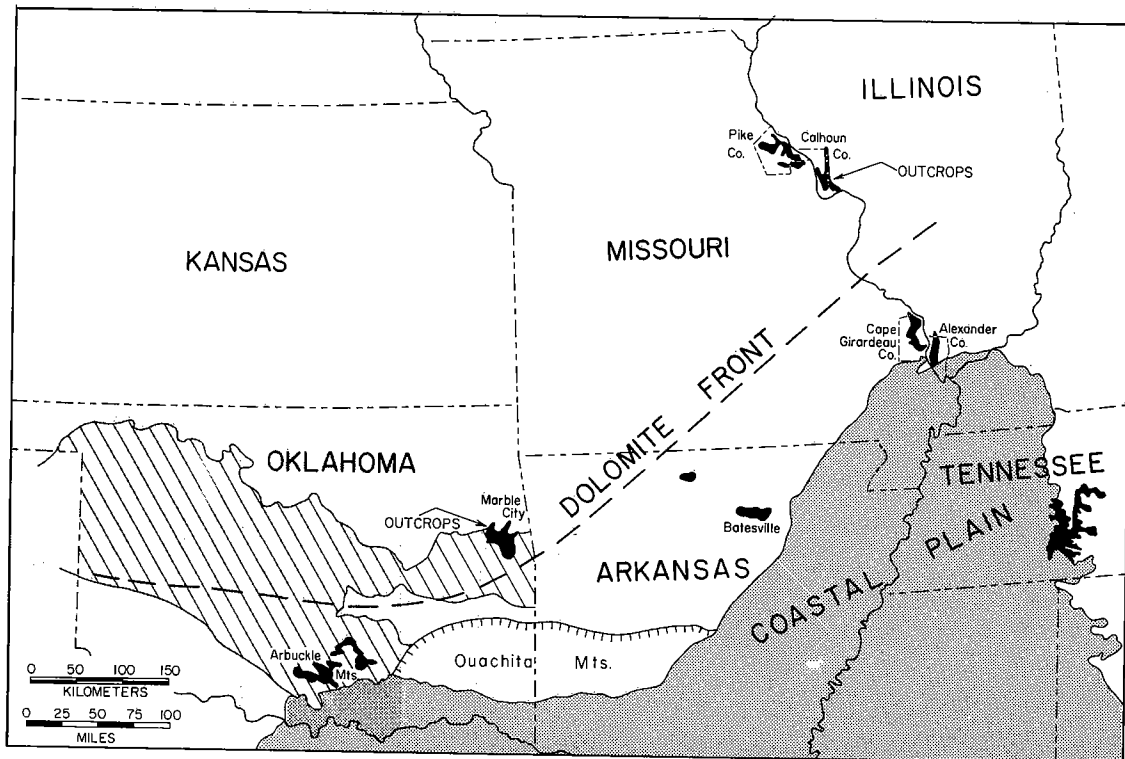 ILLINOIS
Pike
Co.
Calhoun
Co.
OUTCROPS
KANSAS
MISSOURI
Cape
Girardeau
Co.
Alexander
Co.
DOLOMITE FRONT
OKLAHOMA
Marble
City
OUTCROPS
TENNESSEE
Batesville
ARKANSAS
COASTAL PLAIN
Arbuckle
Mts
Ouachita Mts.
0 50 100 150
KILOMETERS
0 25 50 75 100
MILES